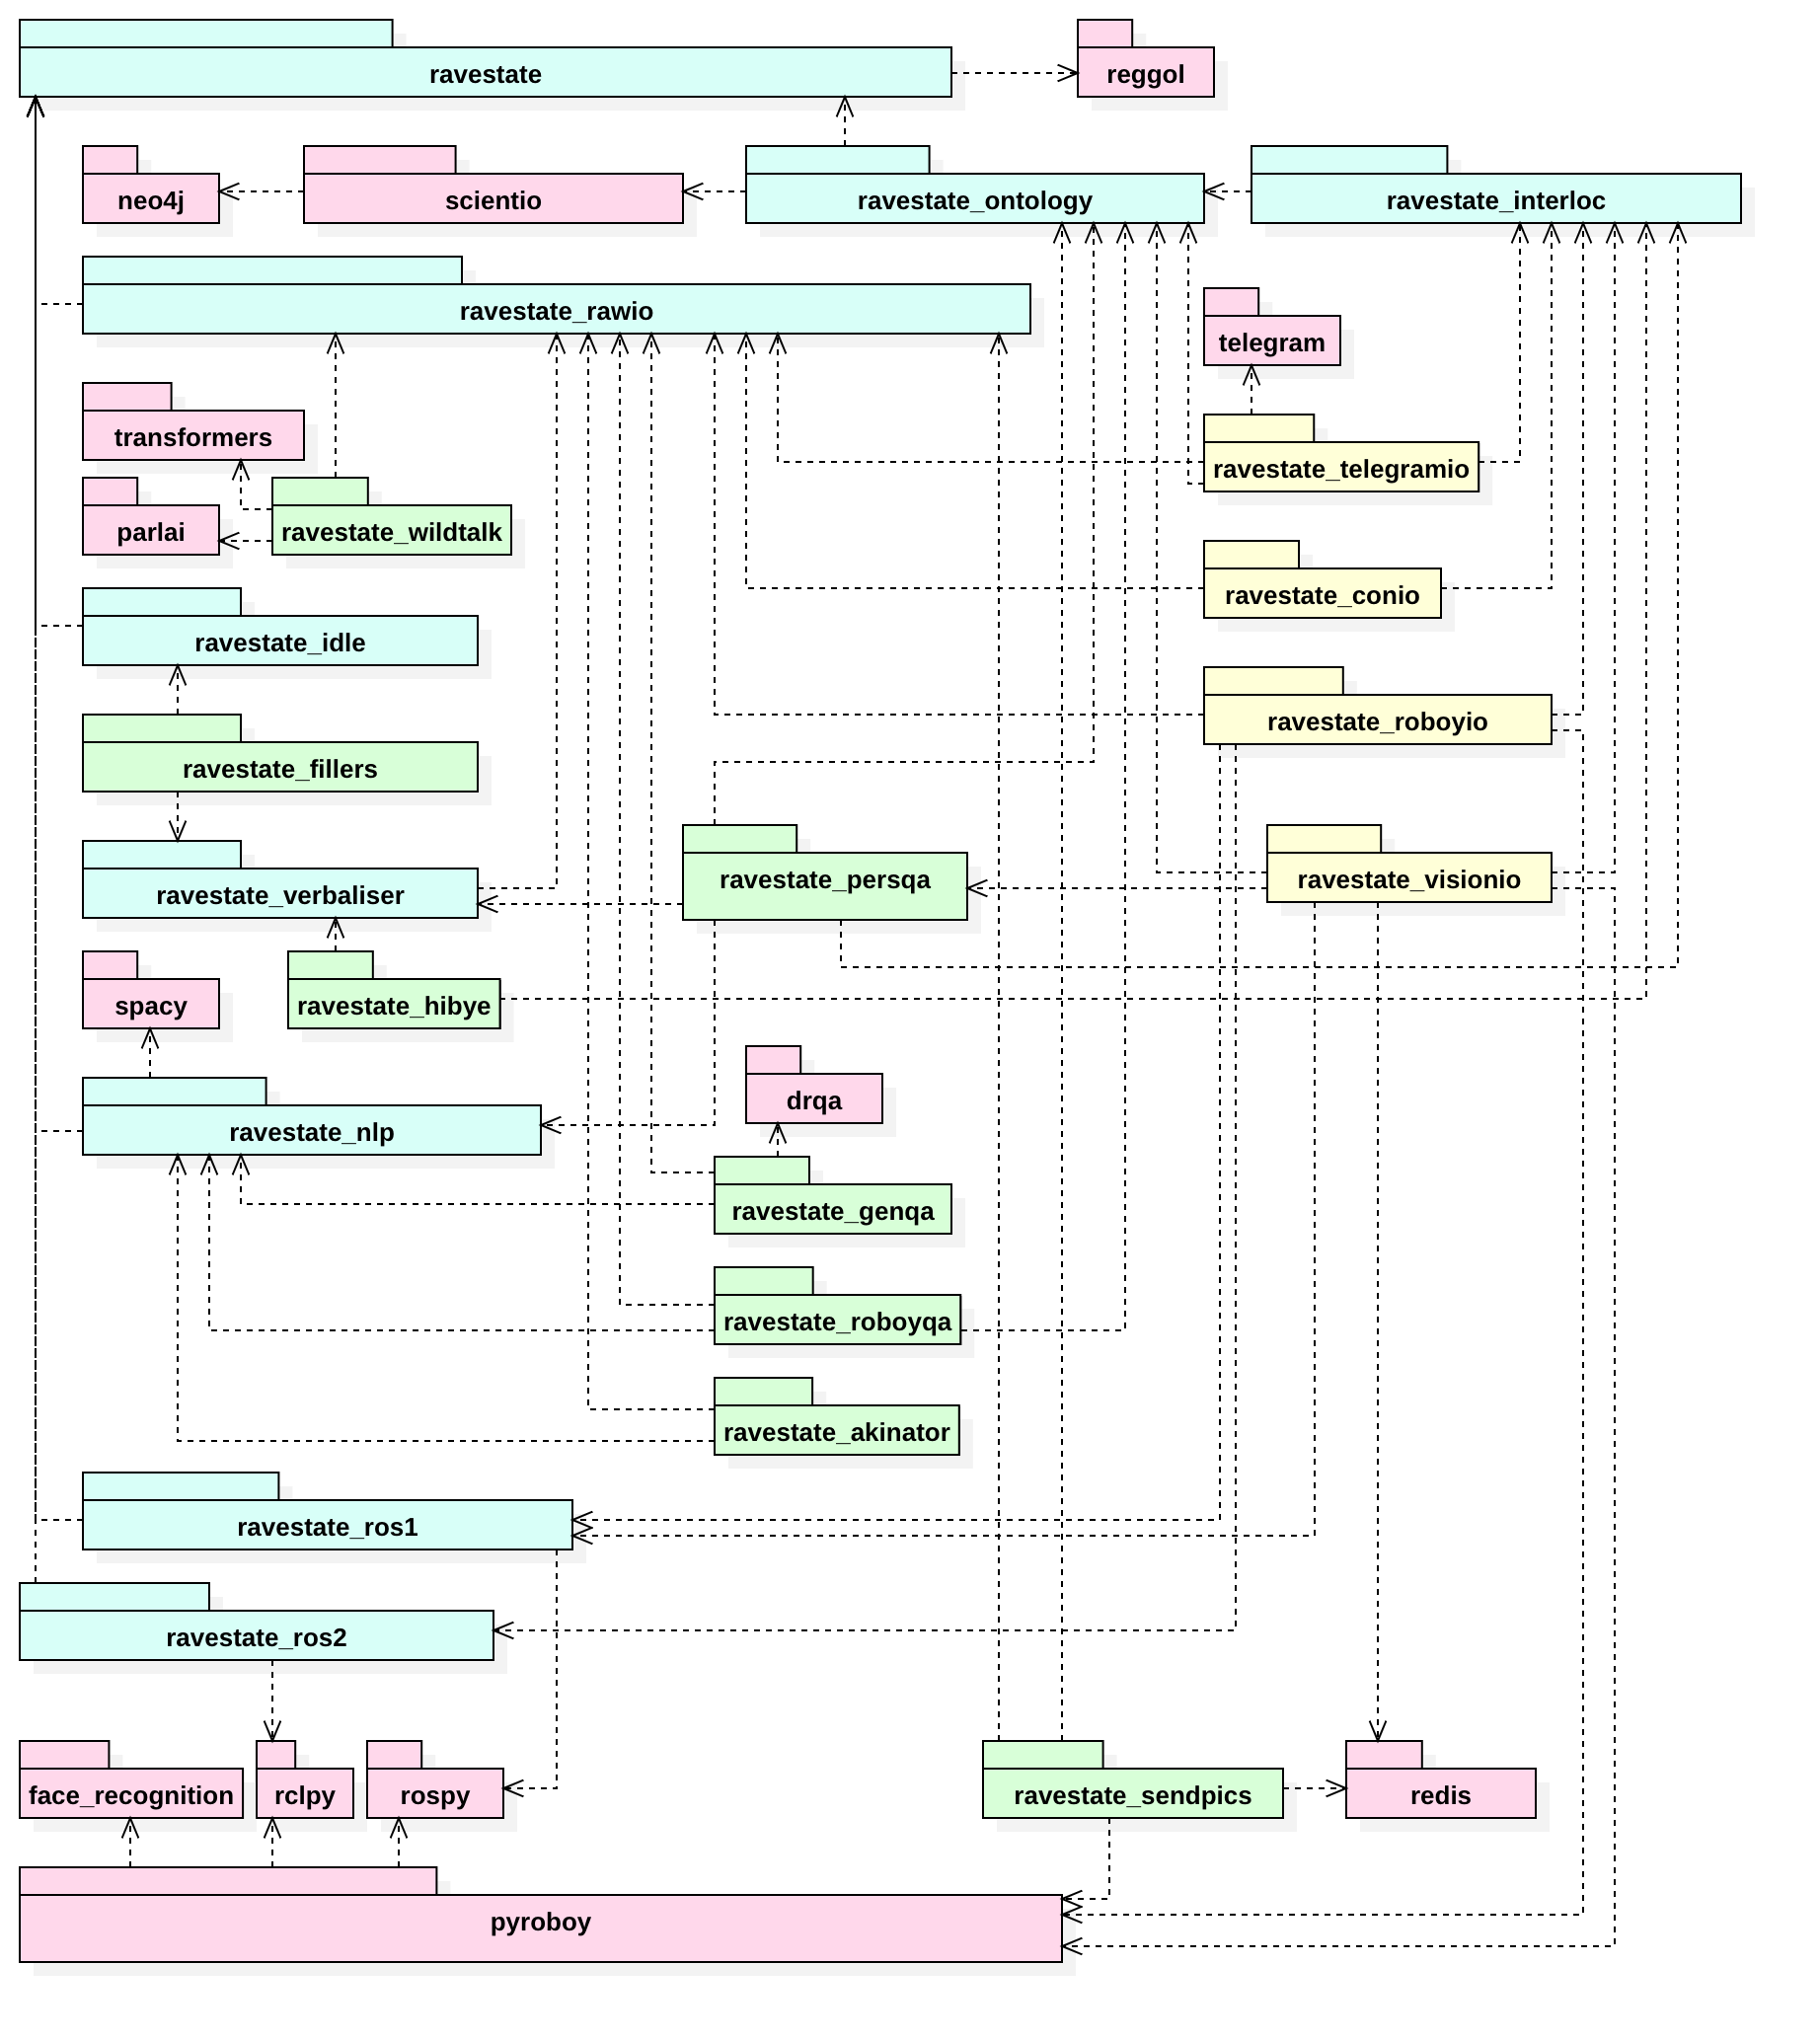 ravestate
reggol
neo4j
scientio
ravestate_ontology
ravestate_interloc
ravestate_rawio
telegram
transformers
ravestate_telegramio
parlai
ravestate_wildtalk
ravestate_conio
ravestate_idle
ravestate_roboyio
ravestate_fillers
ravestate_verbaliser
ravestate_persqa
ravestate_visionio
spacy
ravestate_hibye
drqa
ravestate_nlp
ravestate_genqa
ravestate_roboyqa
ravestate_akinator
ravestate_ros1
ravestate_ros2
face_recognition
rclpy
rospy
ravestate_sendpics
redis
pyroboy